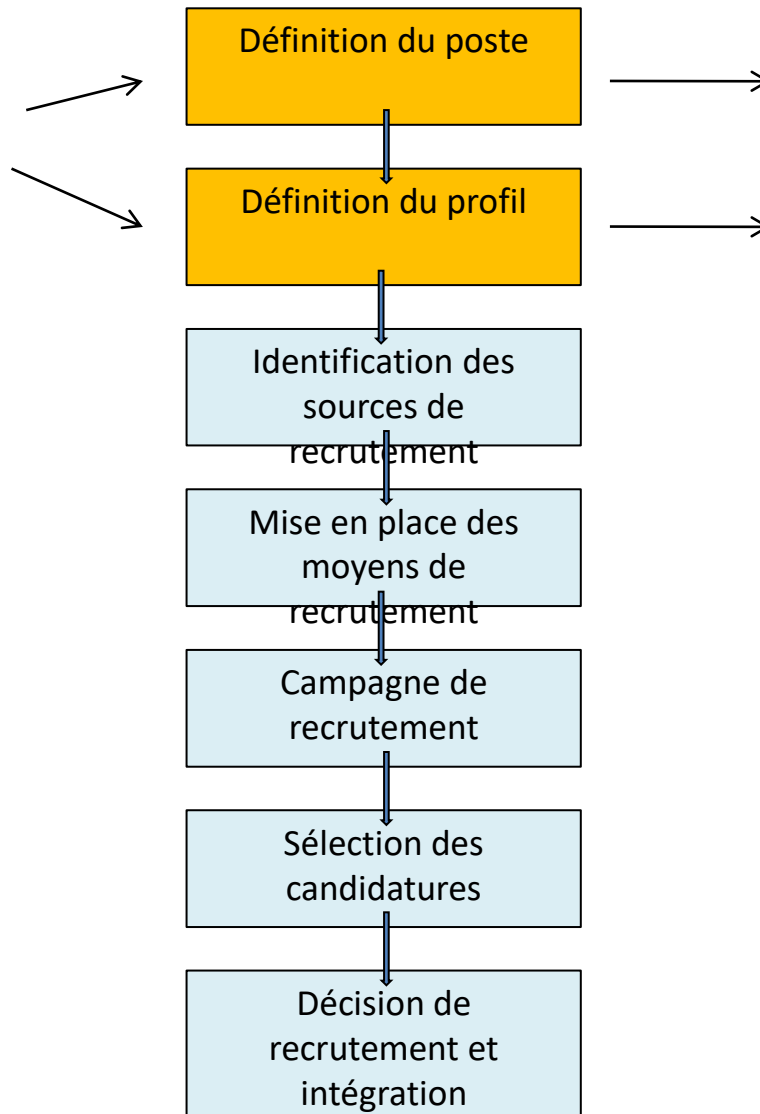 Définition du poste
Définition du profil
Identification des
sources de
recrutement
Mise en place des
moyens de
recrutement
Campagne de
recrutement
Sélection des
candidatures
Décision de
recrutement et
intégration